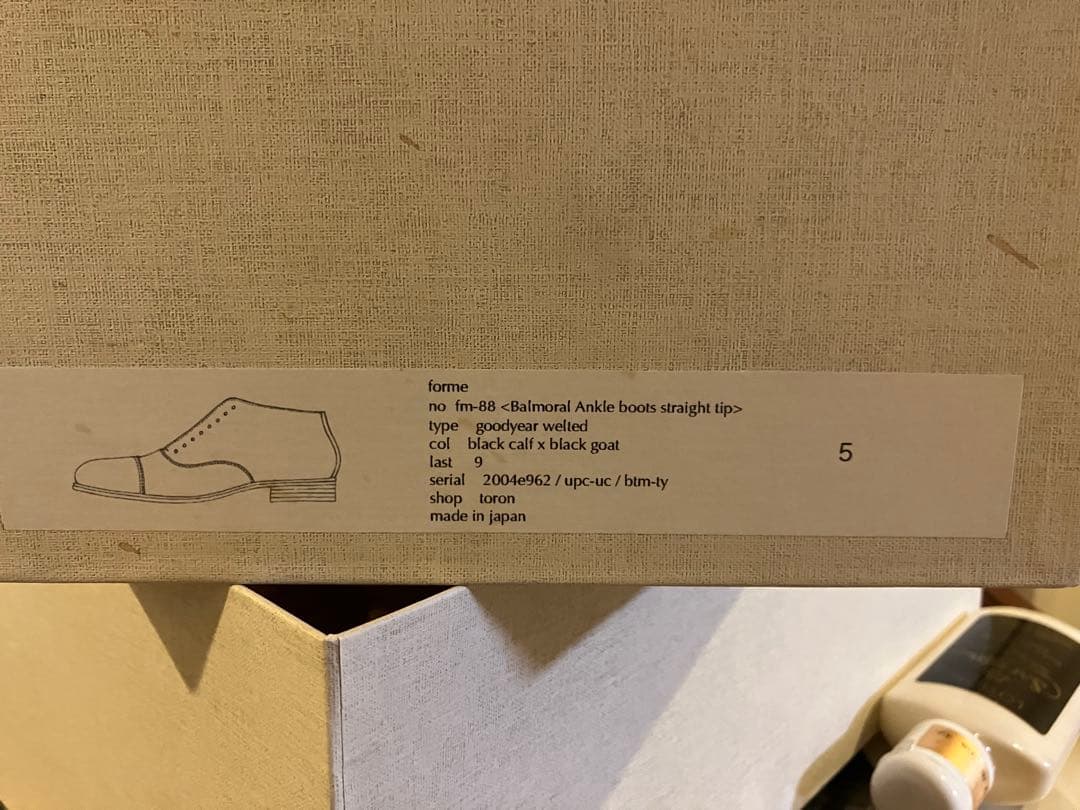 forme
no fm-88 <Balmoral Ankle boots straight tip>
type goodyear welted
col black calf x black goat
last 9
serial 2004e962 / upc-uc / btm-ty
shop toron
made in japan
5